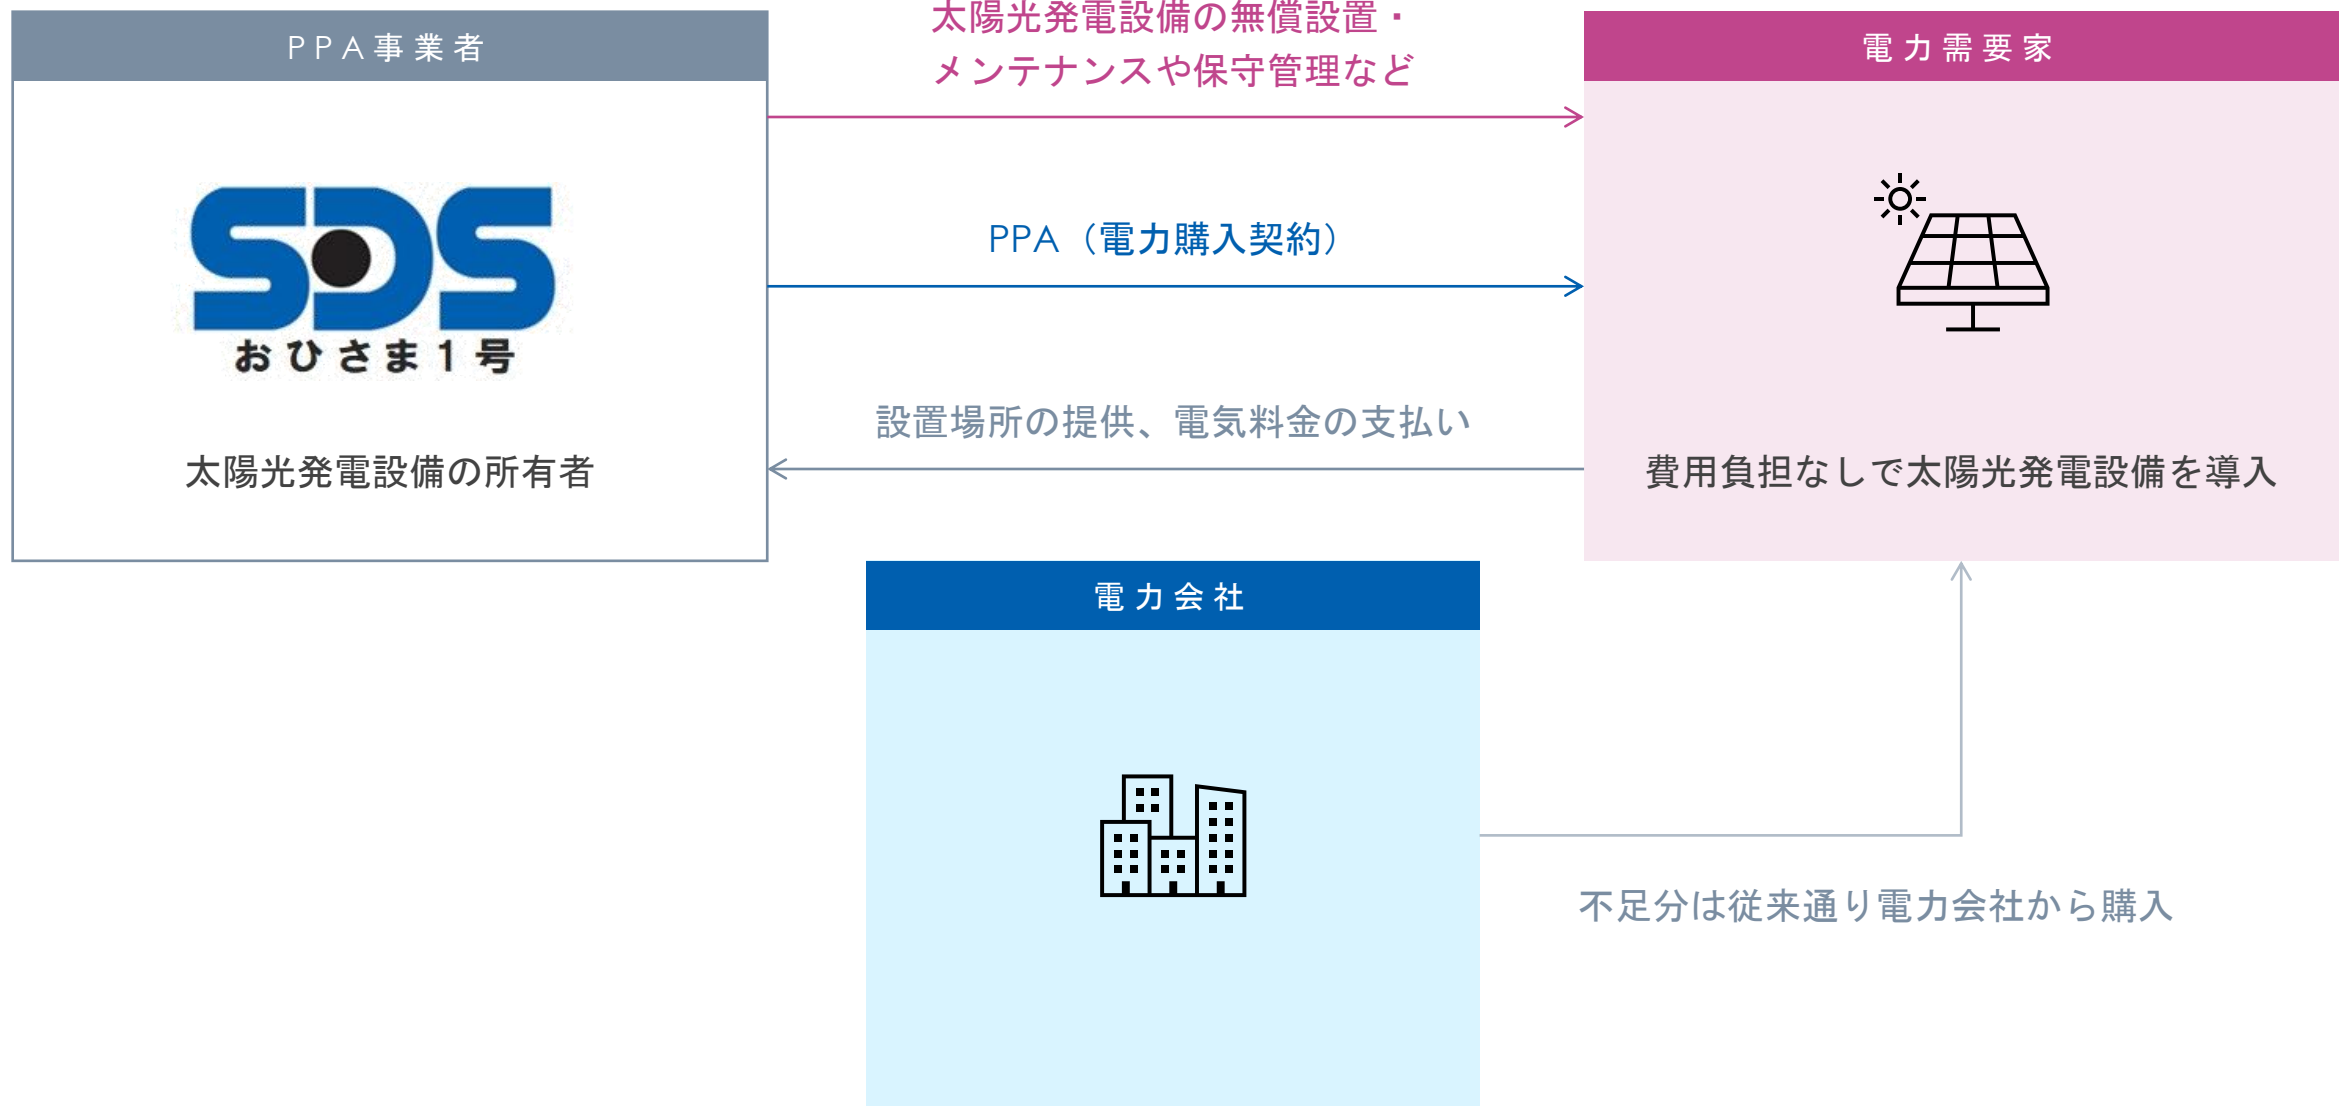 PPA事業者
SDS
おひさま1号
太陽光発電設備の所有者
太陽光発電設備の無償設置・
メンテナンスや保守管理など
PPA（電力購入契約）
設置場所の提供、電気料金の支払い
電力需要家
費用負担なしで太陽光発電設備を導入
電力会社
不足分は従来通り電力会社から購入